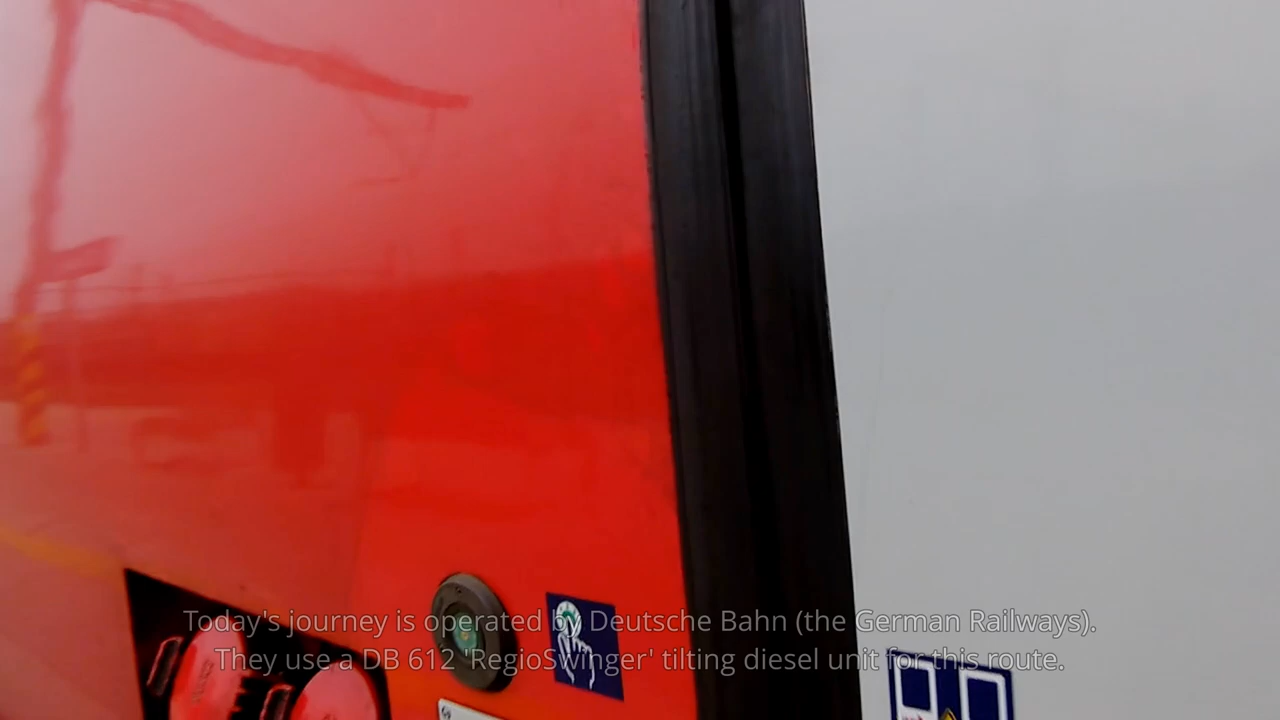 Today's journey is operated by Deutsche Bahn (the German Railways).
They use a DB 612 'RegioSwinger' tilting diesel unit for this route.